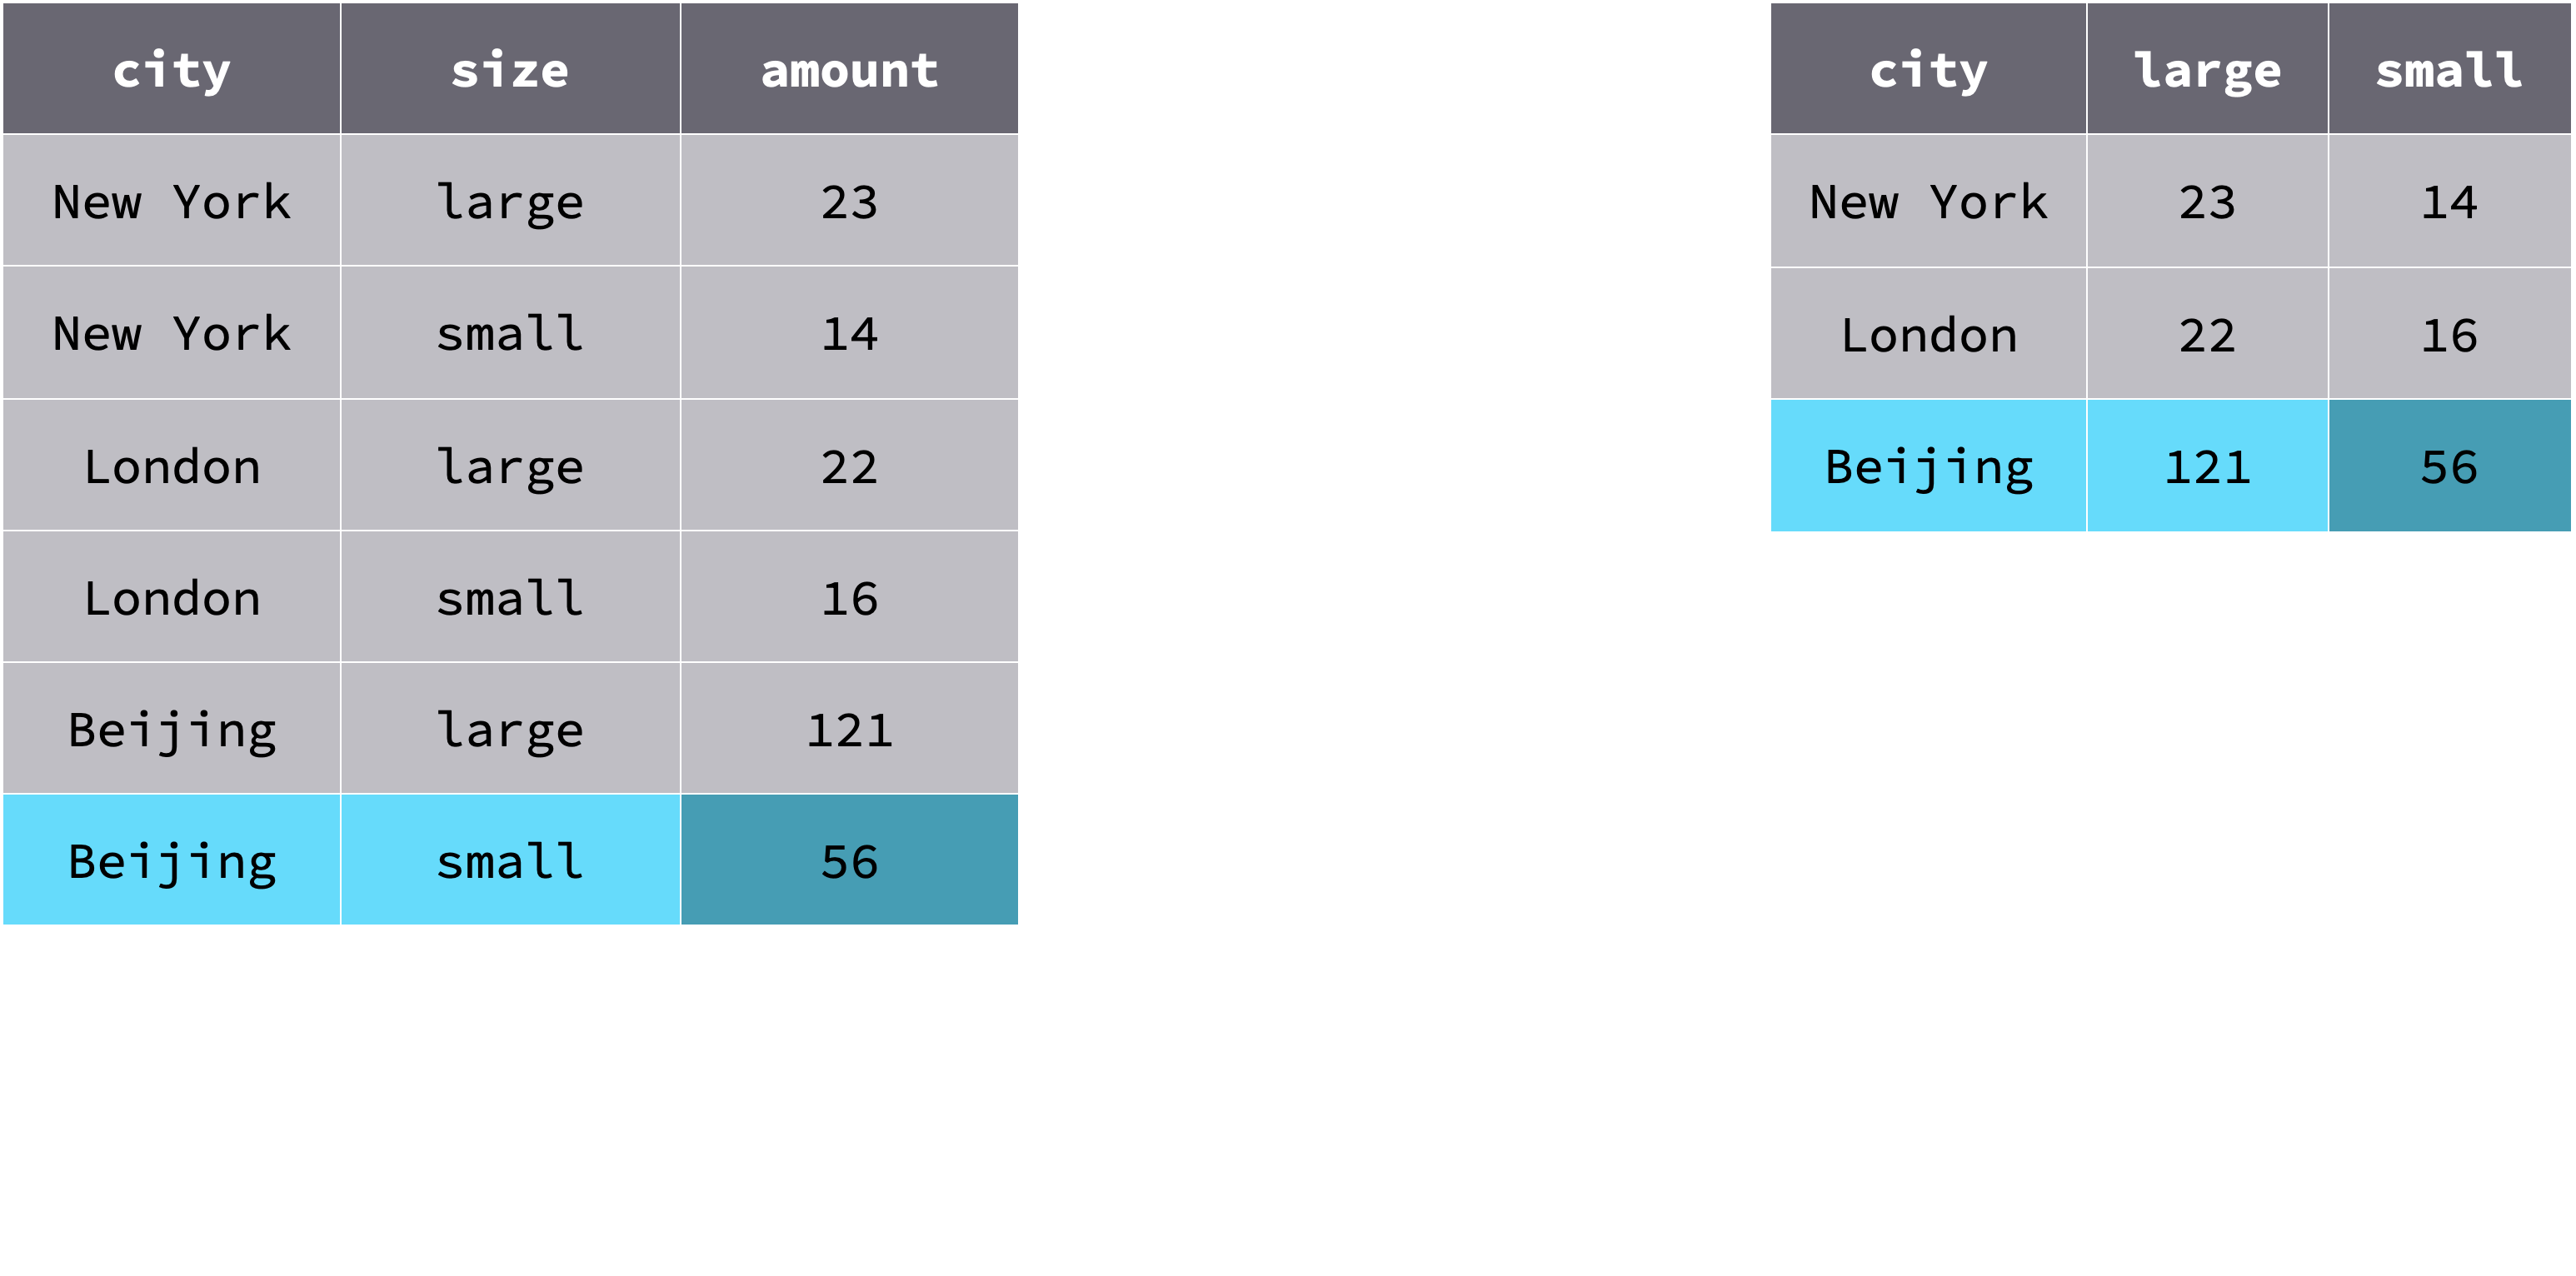 city size amount
New York large 23
New York small 14
London large 22
London small 16
Beijing large 121
Beijing small 56
city large small
New York 23 14
London 22 16
Beijing 121 56